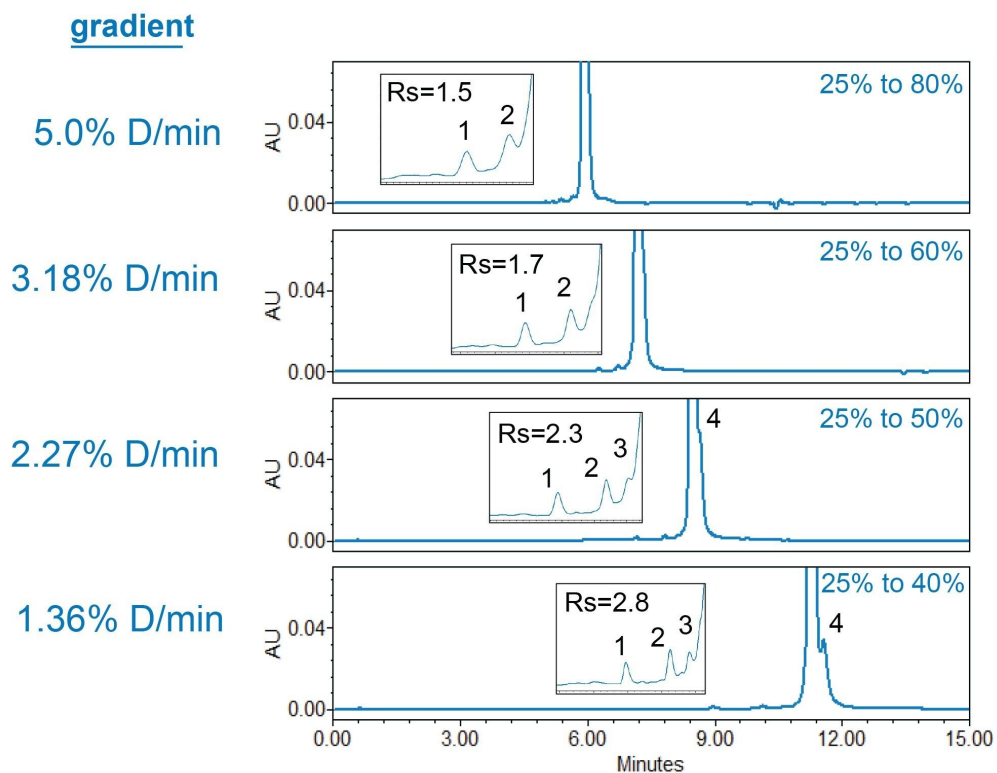 gradient
5.0% D/min
AU
0.04
0.00
Rs=1.5
1
2
25% to 80%
3.18% D/min
AU
0.04
0.00
Rs=1.7
1
2
25% to 60%
2.27% D/min
AU
0.04
0.00
Rs=2.3
1
2
3
4
25% to 50%
1.36% D/min
AU
0.04
0.00
Rs=2.8
1
2
3
4
25% to 40%
0.00 3.00 6.00 9.00 12.00 15.00
Minutes